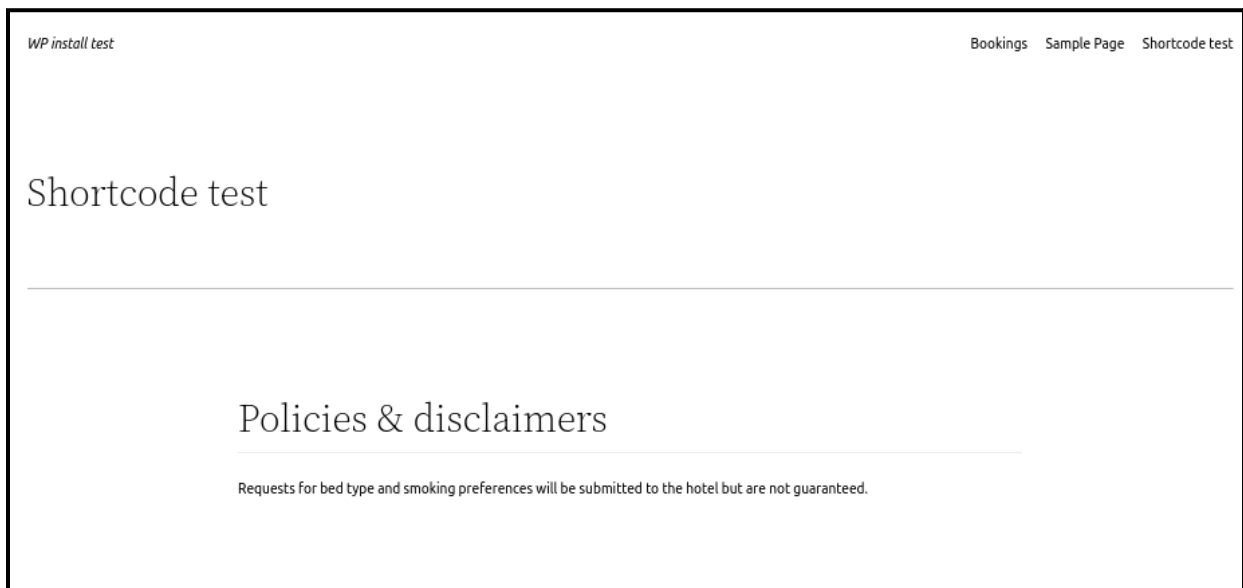 WP install test
Bookings Sample Page Shortcode test
Shortcode test
Policies & disclaimers
Requests for bed type and smoking preferences will be submitted to the hotel but are not guaranteed.